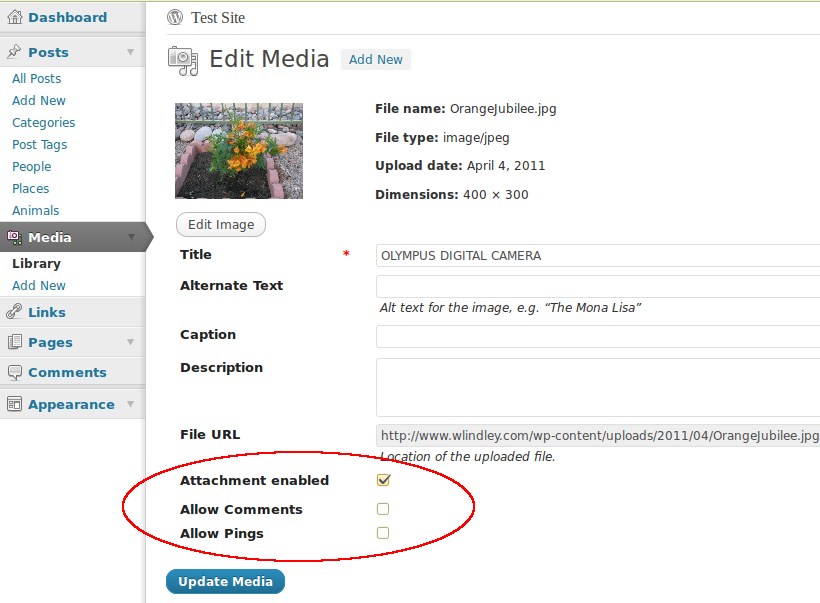 Dashboard
Posts
All Posts
Add New
Categories
Post Tags
People
Places
Animals
Media
Library
Add New
Links
Pages
Comments
Appearance
Test Site
Edit Media Add New
File name: OrangeJubilee.jpg
File type: image/jpeg
Upload date: April 4, 2011
Dimensions: 400 × 300
Edit Image
Title * OLYMPUS DIGITAL CAMERA
Alternate Text
Alt text for the image, e.g. “The Mona Lisa”
Caption
Description
File URL http://www.wlindley.com/wp-content/uploads/2011/04/OrangeJubilee.jpg
Location of the uploaded file.
Attachment enabled
Allow Comments
Allow Pings
Update Media